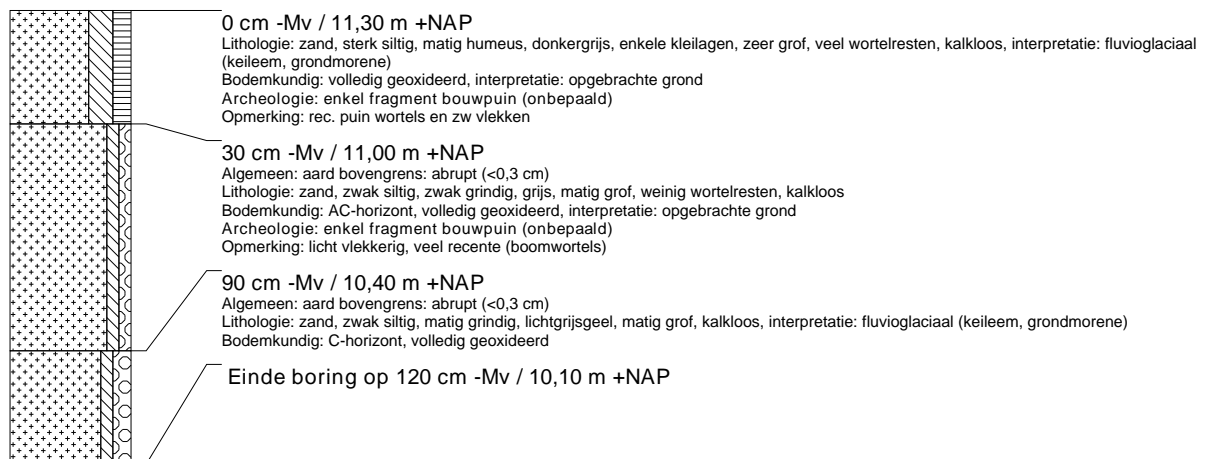 0 cm -Mv / 11,30 m +NAP
Lithologie: zand, sterk siltig, matig humeus, donkergrijs, enkele kleilagen, zeer grof, veel wortelresten, kalkloos, interpretatie: fluvioglaciaal
(keileem, grondmorene)
Bodemkundig: volledig geoxideerd, interpretatie: opgebrachte grond
Archeologie: enkel fragment bouwpuin (onbepaald)
Opmerking: rec. puin wortels en zw vlekken
30 cm -Mv / 11,00 m +NAP
Algemeen: aard bovengrens: abrupt (<0,3 cm)
Lithologie: zand, zwak siltig, zwak grindig, grijs, matig grof, weinig wortelresten, kalkloos
Bodemkundig: AC-horizont, volledig geoxideerd, interpretatie: opgebrachte grond
Archeologie: enkel fragment bouwpuin (onbepaald)
Opmerking: licht vlekkerig, veel recente (boomwortels)
90 cm -Mv / 10,40 m +NAP
Algemeen: aard bovengrens: abrupt (<0,3 cm)
Lithologie: zand, zwak siltig, matig grindig, lichtgrijsgeel, matig grof, kalkloos, interpretatie: fluvioglaciaal (keileem, grondmorene)
Bodemkundig: C-horizont, volledig geoxideerd
Einde boring op 120 cm -Mv / 10,10 m +NAP